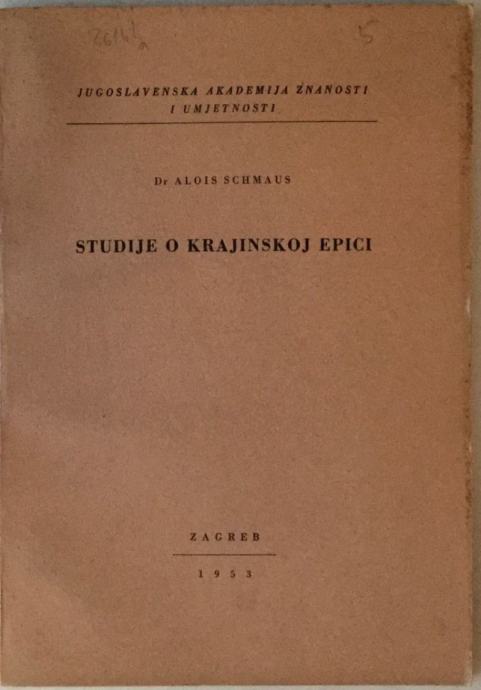 JUGOSLAVENSKA AKADEMIJA ZNANOSTI
I UMJETNOSTI
Dr ALOIS SCHMAUS
STUDIJE O KRAJINSKOJ EPICI
ZAGREB
1953